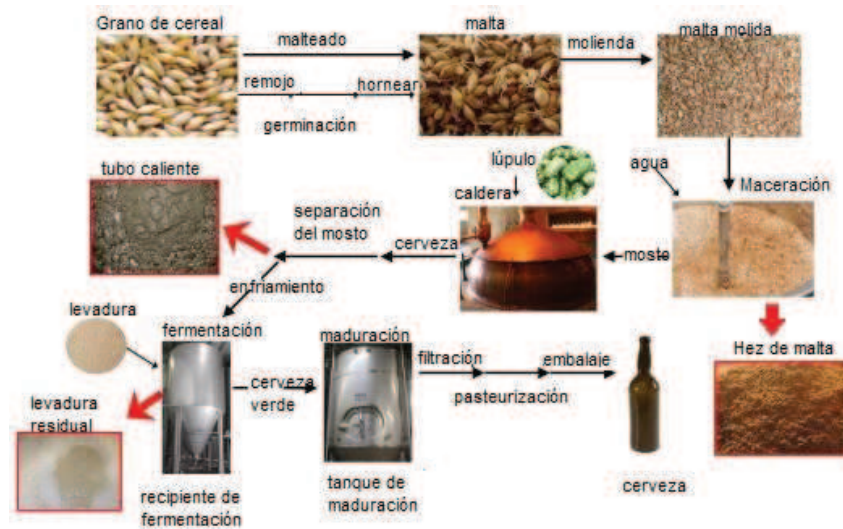 Grano de cereal
malteado
malta
molienda
malta molida
remojo
hornear
germinación
tubo caliente
lúpulo
caldera
agua
Maceración
separación
del mosto
cerveza
moste
enfriamiento
levadura
fermentación
maduración
filtración
embalaje
Hez de malta
cerveza
verde
pasteurización
levadura
residual
recipiente de
fermentación
tanque de
maduración
cerveza